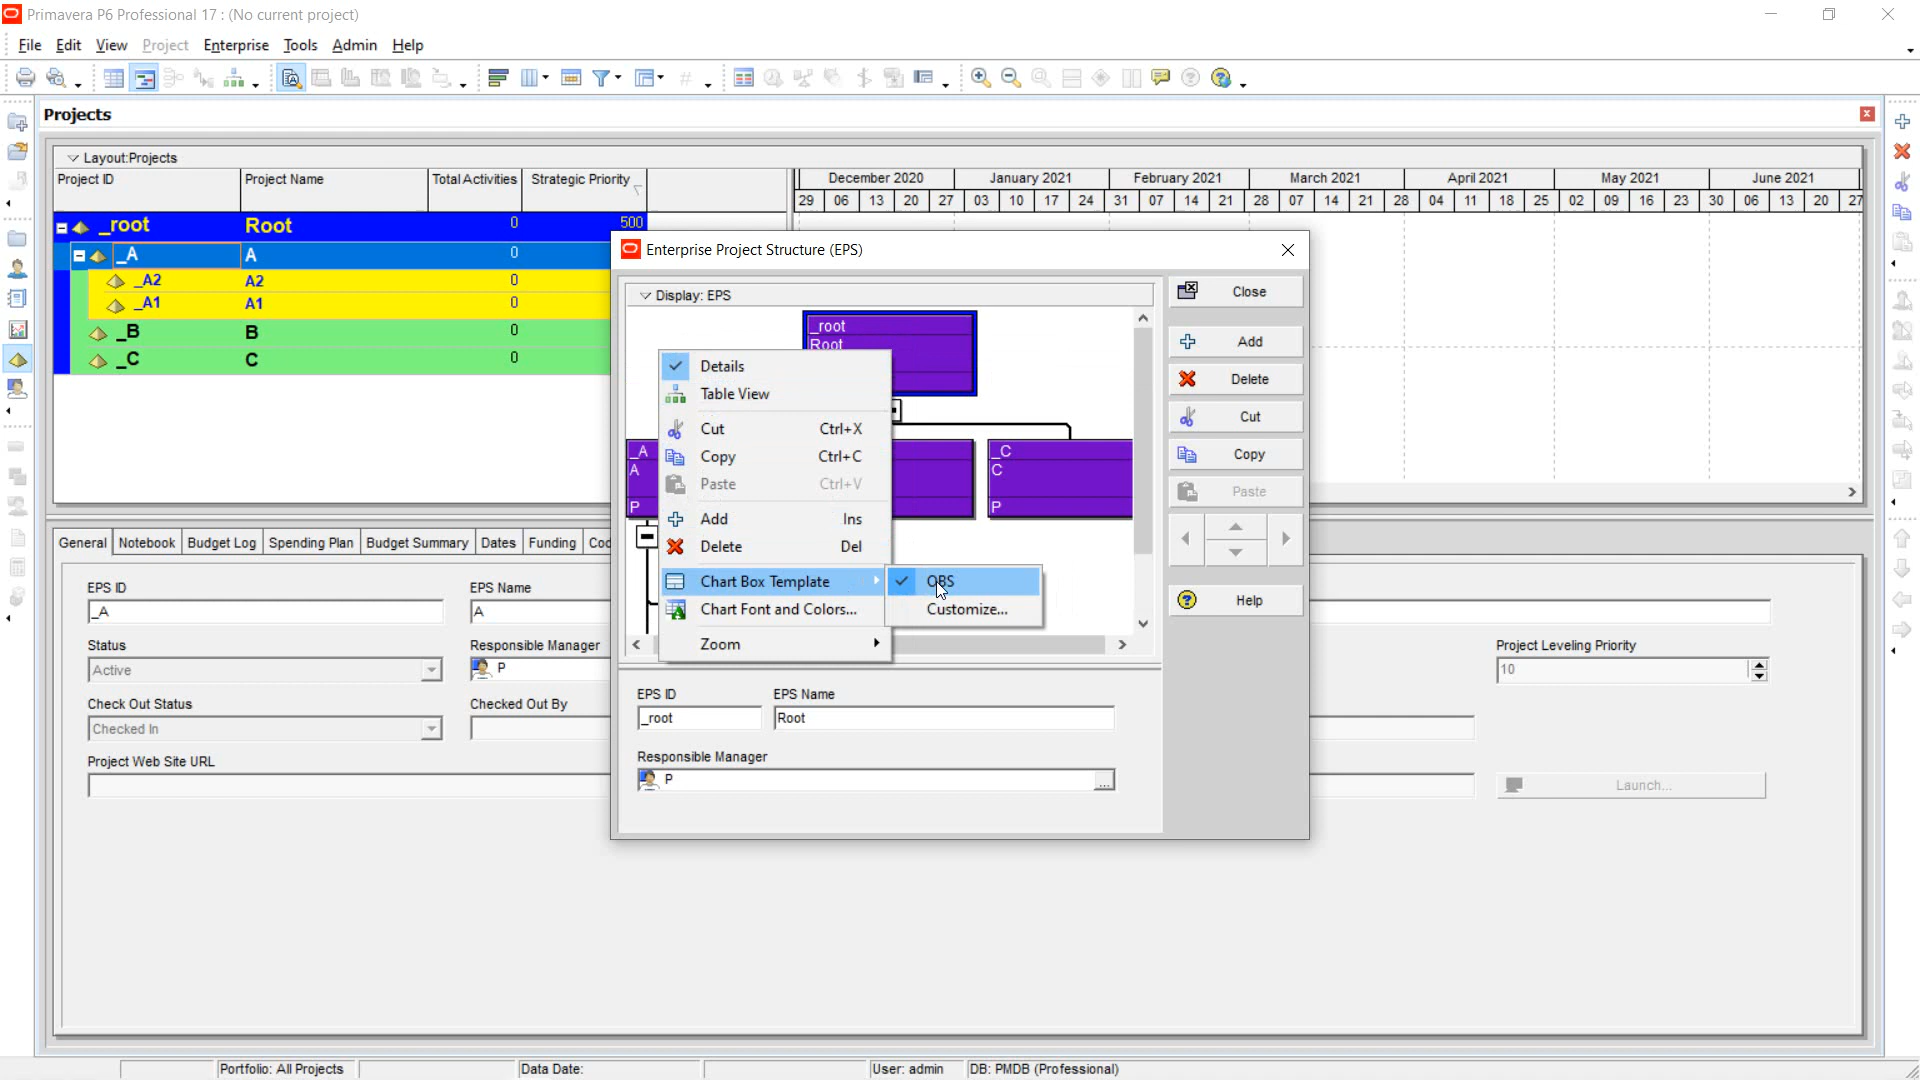 Primavera P6 Professional 17 : (No current project)
File Edit View Project Enterprise Tools Admin Help
Projects
Layout:Projects
Project ID Project Name Total Activities Strategic Priority
December 2020 January 2021 February 2021 March 2021 April 2021 May 2021 June 2021
29 06 13 20 27 03 10 17 24 31 07 14 21 28 07 14 21 28 04 11 18 25 02 09 16 23 30 06 13 20 27
_root Root 0 500
_A A 0
_A2 A2 0
_A1 A1 0
_B B 0
_C C 0
Enterprise Project Structure (EPS)
Display: EPS
_root
Root
_A
A
P
_C
C
P
Details
Table View
Cut Ctrl+X
Copy Ctrl+C
Paste Ctrl+V
Add Ins
Delete Del
Chart Box Template
Chart Font and Colors...
Zoom
OBS
Customize...
Close
Add
Delete
Cut
Copy
Paste
Help
EPS ID EPS Name
_root Root
Responsible Manager
P
...
General Notebook Budget Log Spending Plan Budget Summary Dates Funding Cod
EPS ID EPS Name
_A A
Status Responsible Manager Project Leveling Priority
Active P 10
Check Out Status Checked Out By
Checked In
Project Web Site URL
Launch...
Portfolio: All Projects Data Date: User: admin DB: PMDB (Professional)